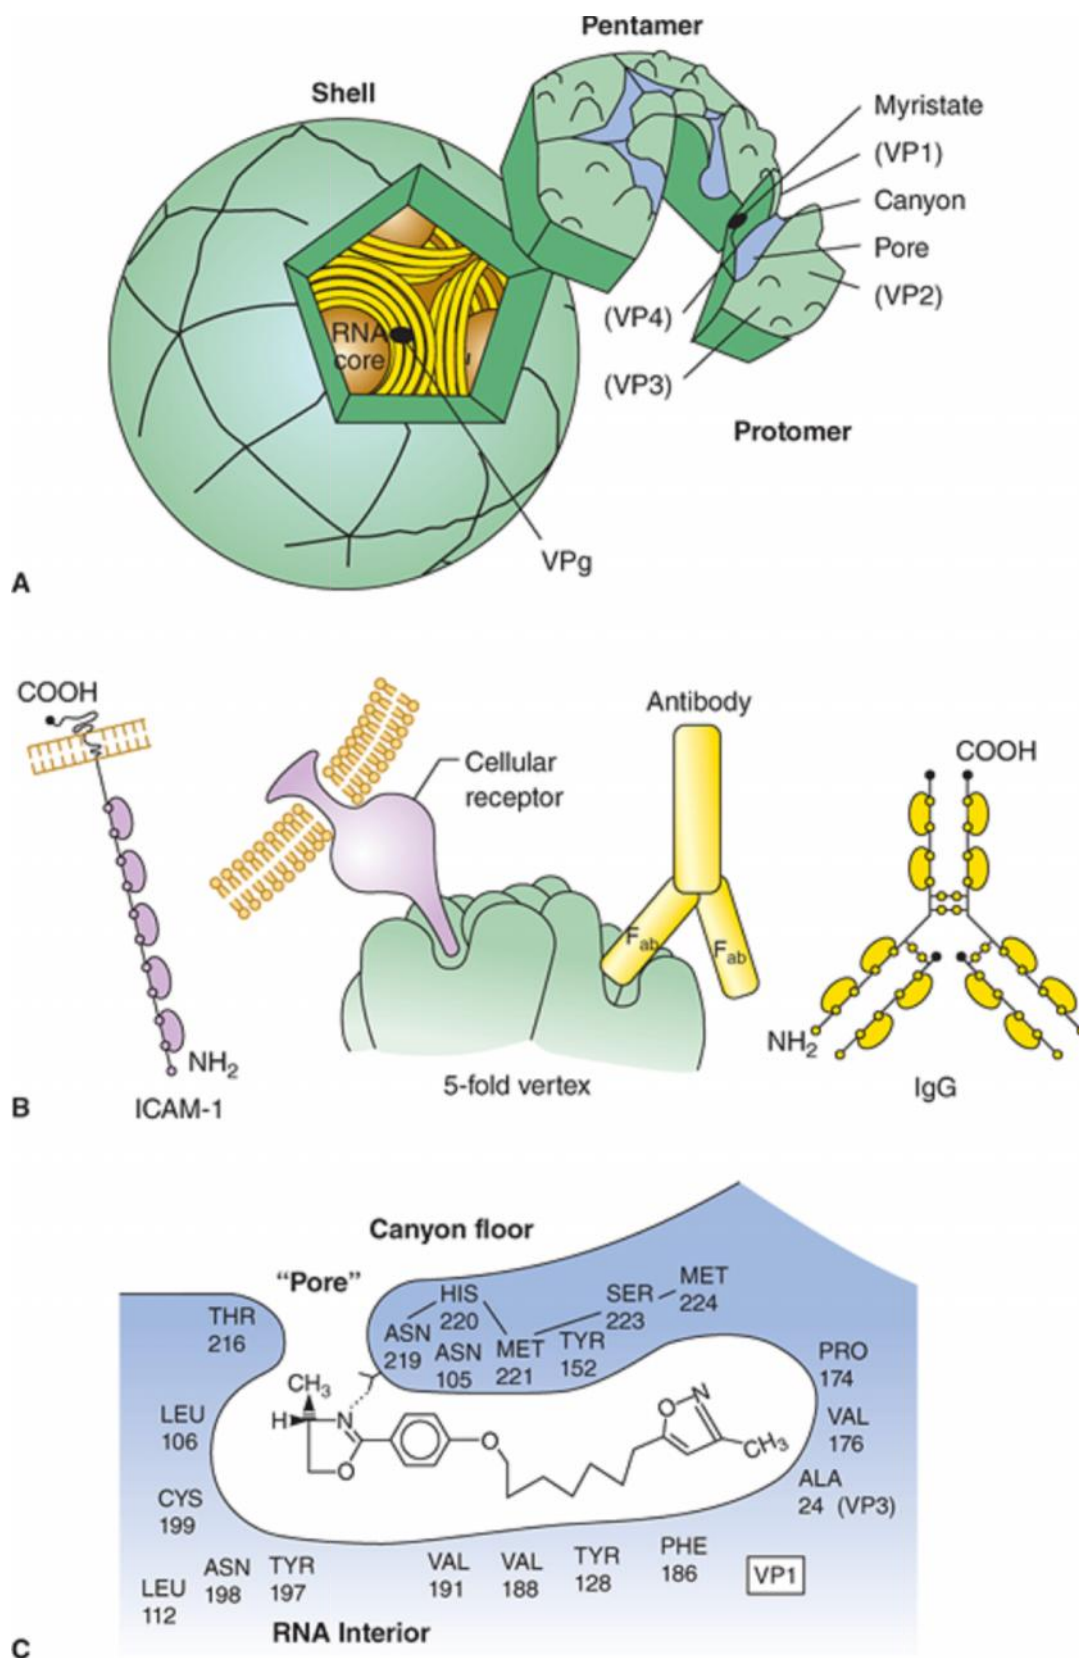 Pentamer
Shell
Myristate
(VP1)
Canyon
Pore
(VP2)
(VP4)
(VP3)
Protomer
RNA
core
VPg
A
COOH
NH2
ICAM-1
Cellular
receptor
Antibody
Fab
Fab
5-fold vertex
COOH
NH2
IgG
B
Canyon floor
"Pore"
THR
216
HIS
220
ASN
219
ASN
105
MET
221
TYR
152
SER
223
MET
224
PRO
174
VAL
176
ALA
24 (VP3)
LEU
106
CYS
199
LEU
112
ASN
198
TYR
197
VAL
191
VAL
188
TYR
128
PHE
186
VP1
CH3
H
N
O
O
O
N
CH3
RNA Interior
C